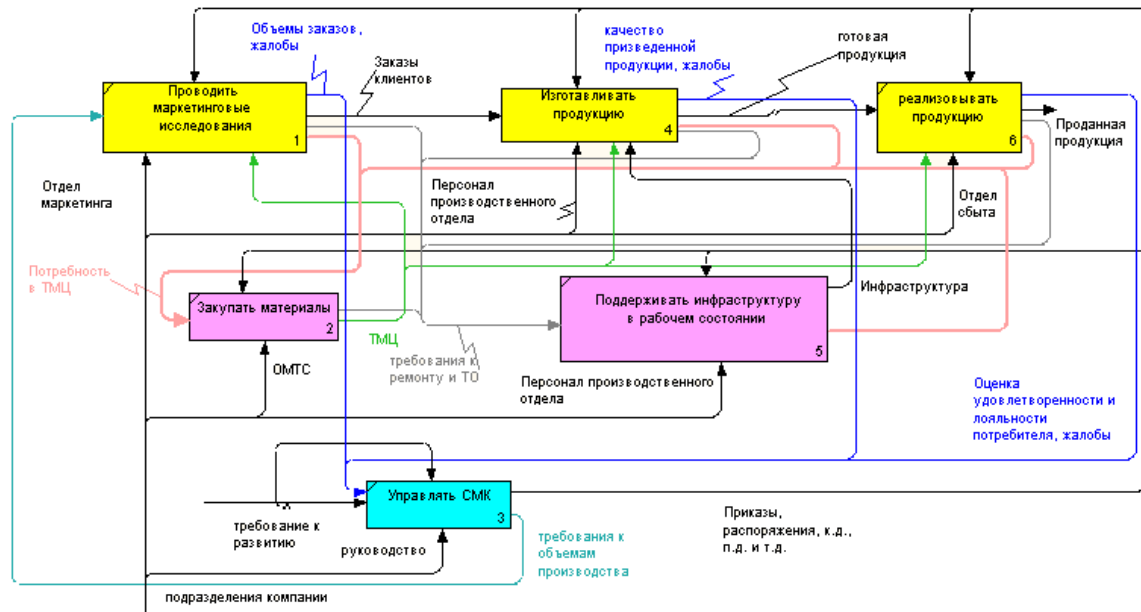 Объемы заказов,
жалобы
Заказы
клиентов
качество
призведенной
продукции, жалобы
готовая
продукция
Проводить
маркетинговые
исследования
1
Изготавливать
продукцию
4
реализовывать
продукцию
6
Проданная
продукция
Отдел
маркетинга
Персонал
производственного
отдела
Отдел
сбыта
Потребность
в ТМЦ
Закупать материалы
2
ТМЦ
требования к
ремонту и ТО
Поддерживать инфраструктуру
в рабочем состоянии
5
Инфраструктура
ОМТС
Персонал производственного
отдела
Оценка
удовлетворенности и
лояльности
потребителя, жалобы
Управлять СМК
3
требование к
развитию
руководство
требования к
объемам
производства
Приказы,
распоряжения, к.д.,
п.д. и т.д.
подразделения компании